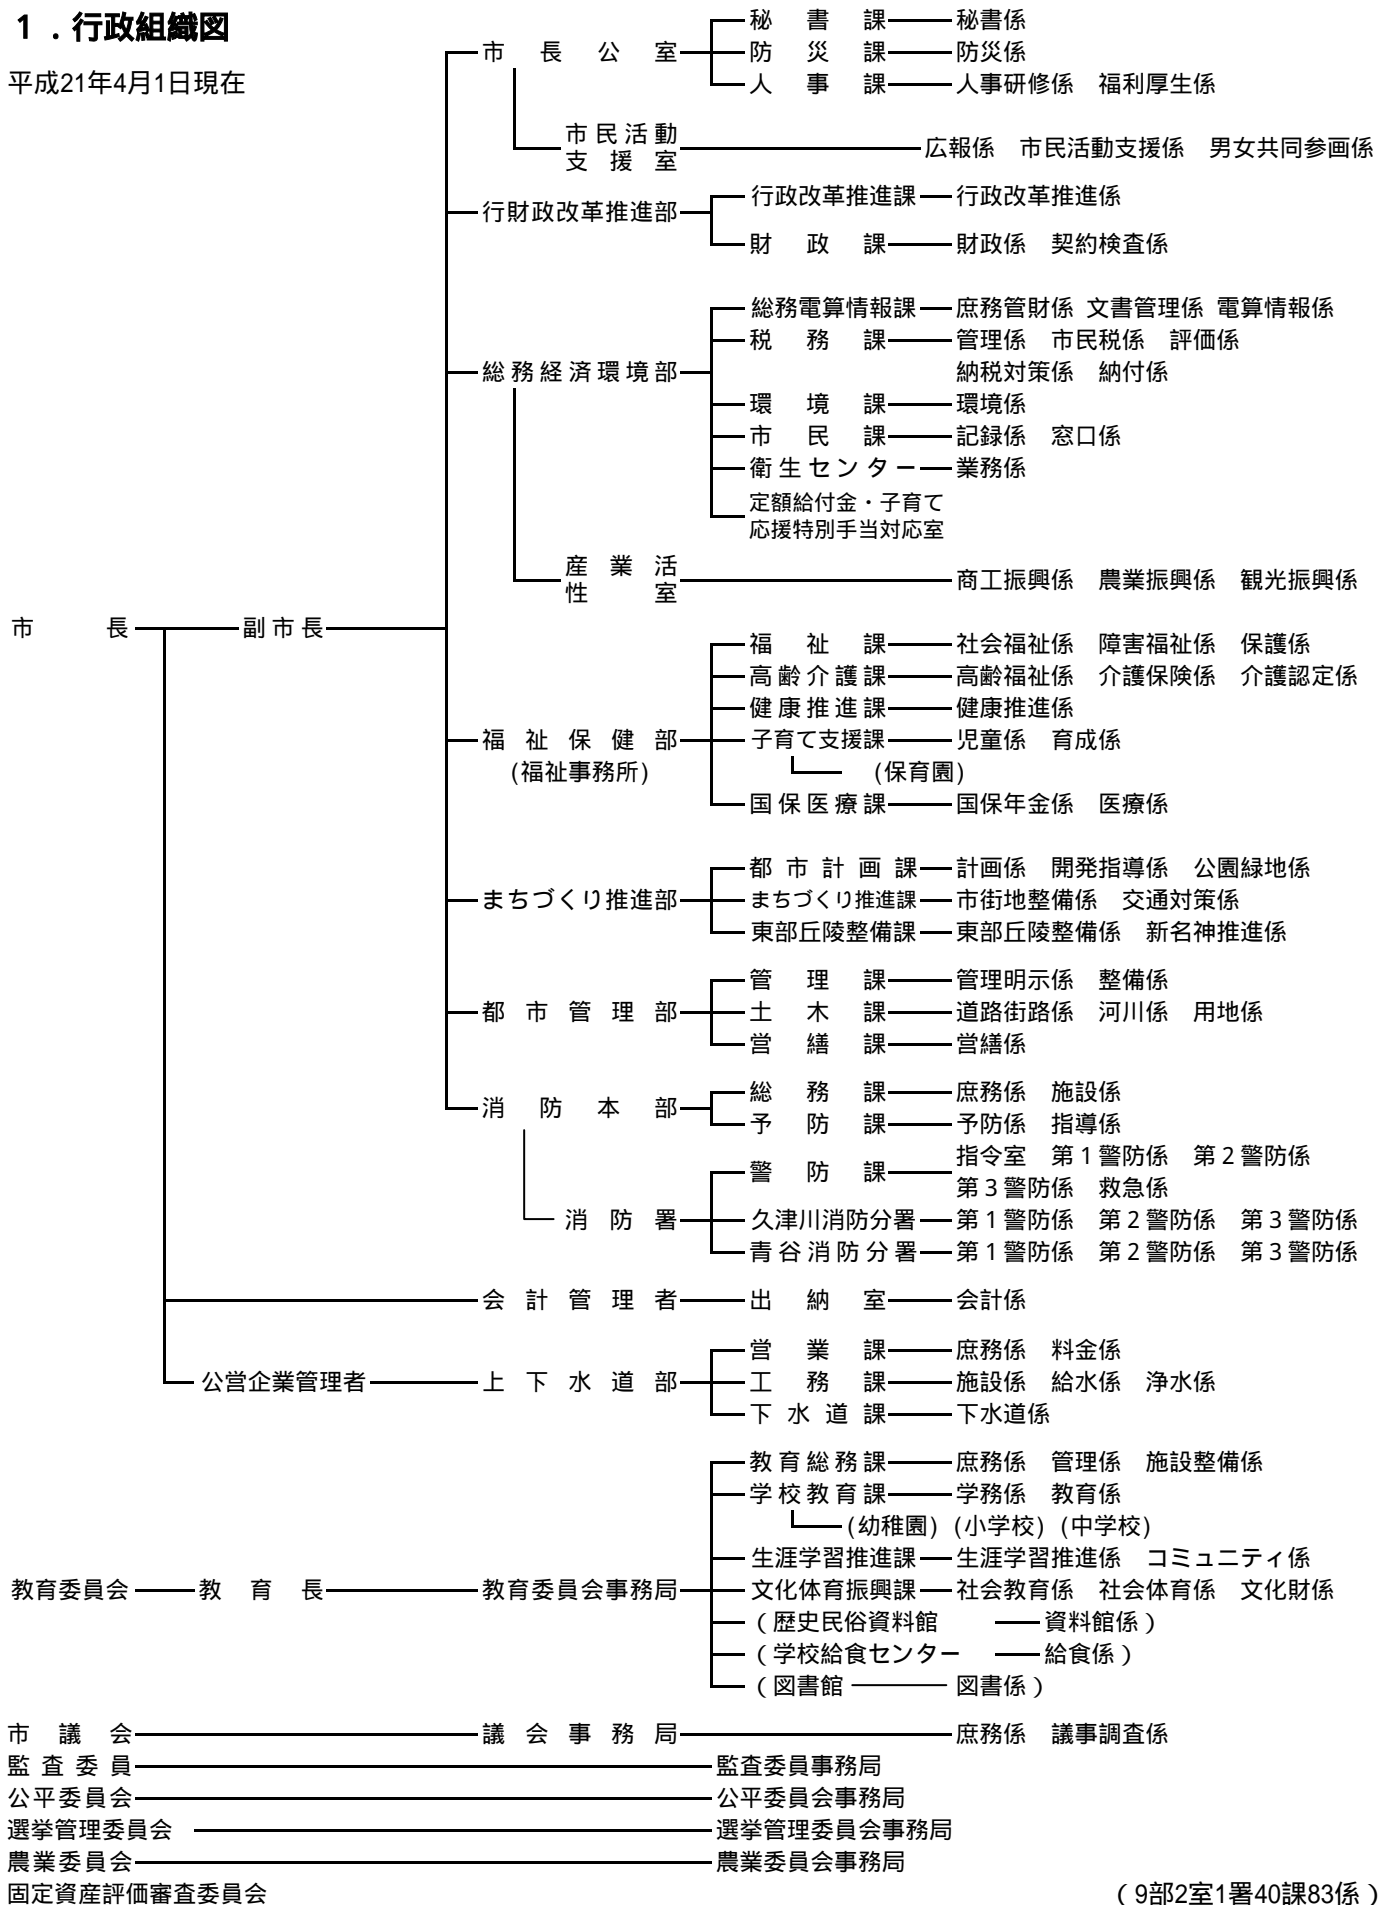 1．行政組織図
平成21年4月1日現在
市長公室 秘書課 秘書係
防災課 防災係
人事課 人事研修係 福利厚生係
市民活動支援室 広報係 市民活動支援係 男女共同参画係
行財政改革推進部 行政改革推進課 行政改革推進係
財政課 財政係 契約検査係
総務経済環境部 総務電算情報課 庶務管財係 文書管理係 電算情報係
税務課 管理係 市民税係 評価係
納税対策係 納付係
環境課 環境係
市民課 記録係 窓口係
衛生センター 業務係
定額給付金・子育て
応援特別手当対応室
産業活性室 商工振興係 農業振興係 観光振興係
市長 副市長
福祉課 社会福祉係 障害福祉係 保護係
高齢介護課 高齢福祉係 介護保険係 介護認定係
健康推進課 健康推進係
福祉保健部 子育て支援課 児童係 育成係
(福祉事務所) (保育園)
国保医療課 国保年金係 医療係
都市計画課 計画係 開発指導係 公園緑地係
まちづくり推進部 まちづくり推進課 市街地整備係 交通対策係
東部丘陵整備課 東部丘陵整備係 新名神推進係
管理課 管理明示係 整備係
都市管理部 土木課 道路街路係 河川係 用地係
営繕課 営繕係
消防本部 総務課 庶務係 施設係
予防課 予防係 指導係
警防課 指令室 第1警防係 第2警防係
第3警防係 救急係
消防署 久津川消防分署 第1警防係 第2警防係 第3警防係
青谷消防分署 第1警防係 第2警防係 第3警防係
会計管理者 出納室 会計係
営業課 庶務係 料金係
公営企業管理者 上下水道部 工務課 施設係 給水係 浄水係
下水道課 下水道係
教育総務課 庶務係 管理係 施設整備係
学校教育課 学務係 教育係
(幼稚園) (小学校) (中学校)
生涯学習推進課 生涯学習推進係 コミュニティ係
教育委員会 教育長 教育委員会事務局 文化体育振興課 社会教育係 社会体育係 文化財係
（歴史民俗資料館 資料館係）
（学校給食センター 給食係）
（図書館 図書係）
市議会 議会事務局 庶務係 議事調査係
監査委員 監査委員事務局
公平委員会 公平委員会事務局
選挙管理委員会 選挙管理委員会事務局
農業委員会 農業委員会事務局
固定資産評価審査委員会 （9部2室1署40課83係）